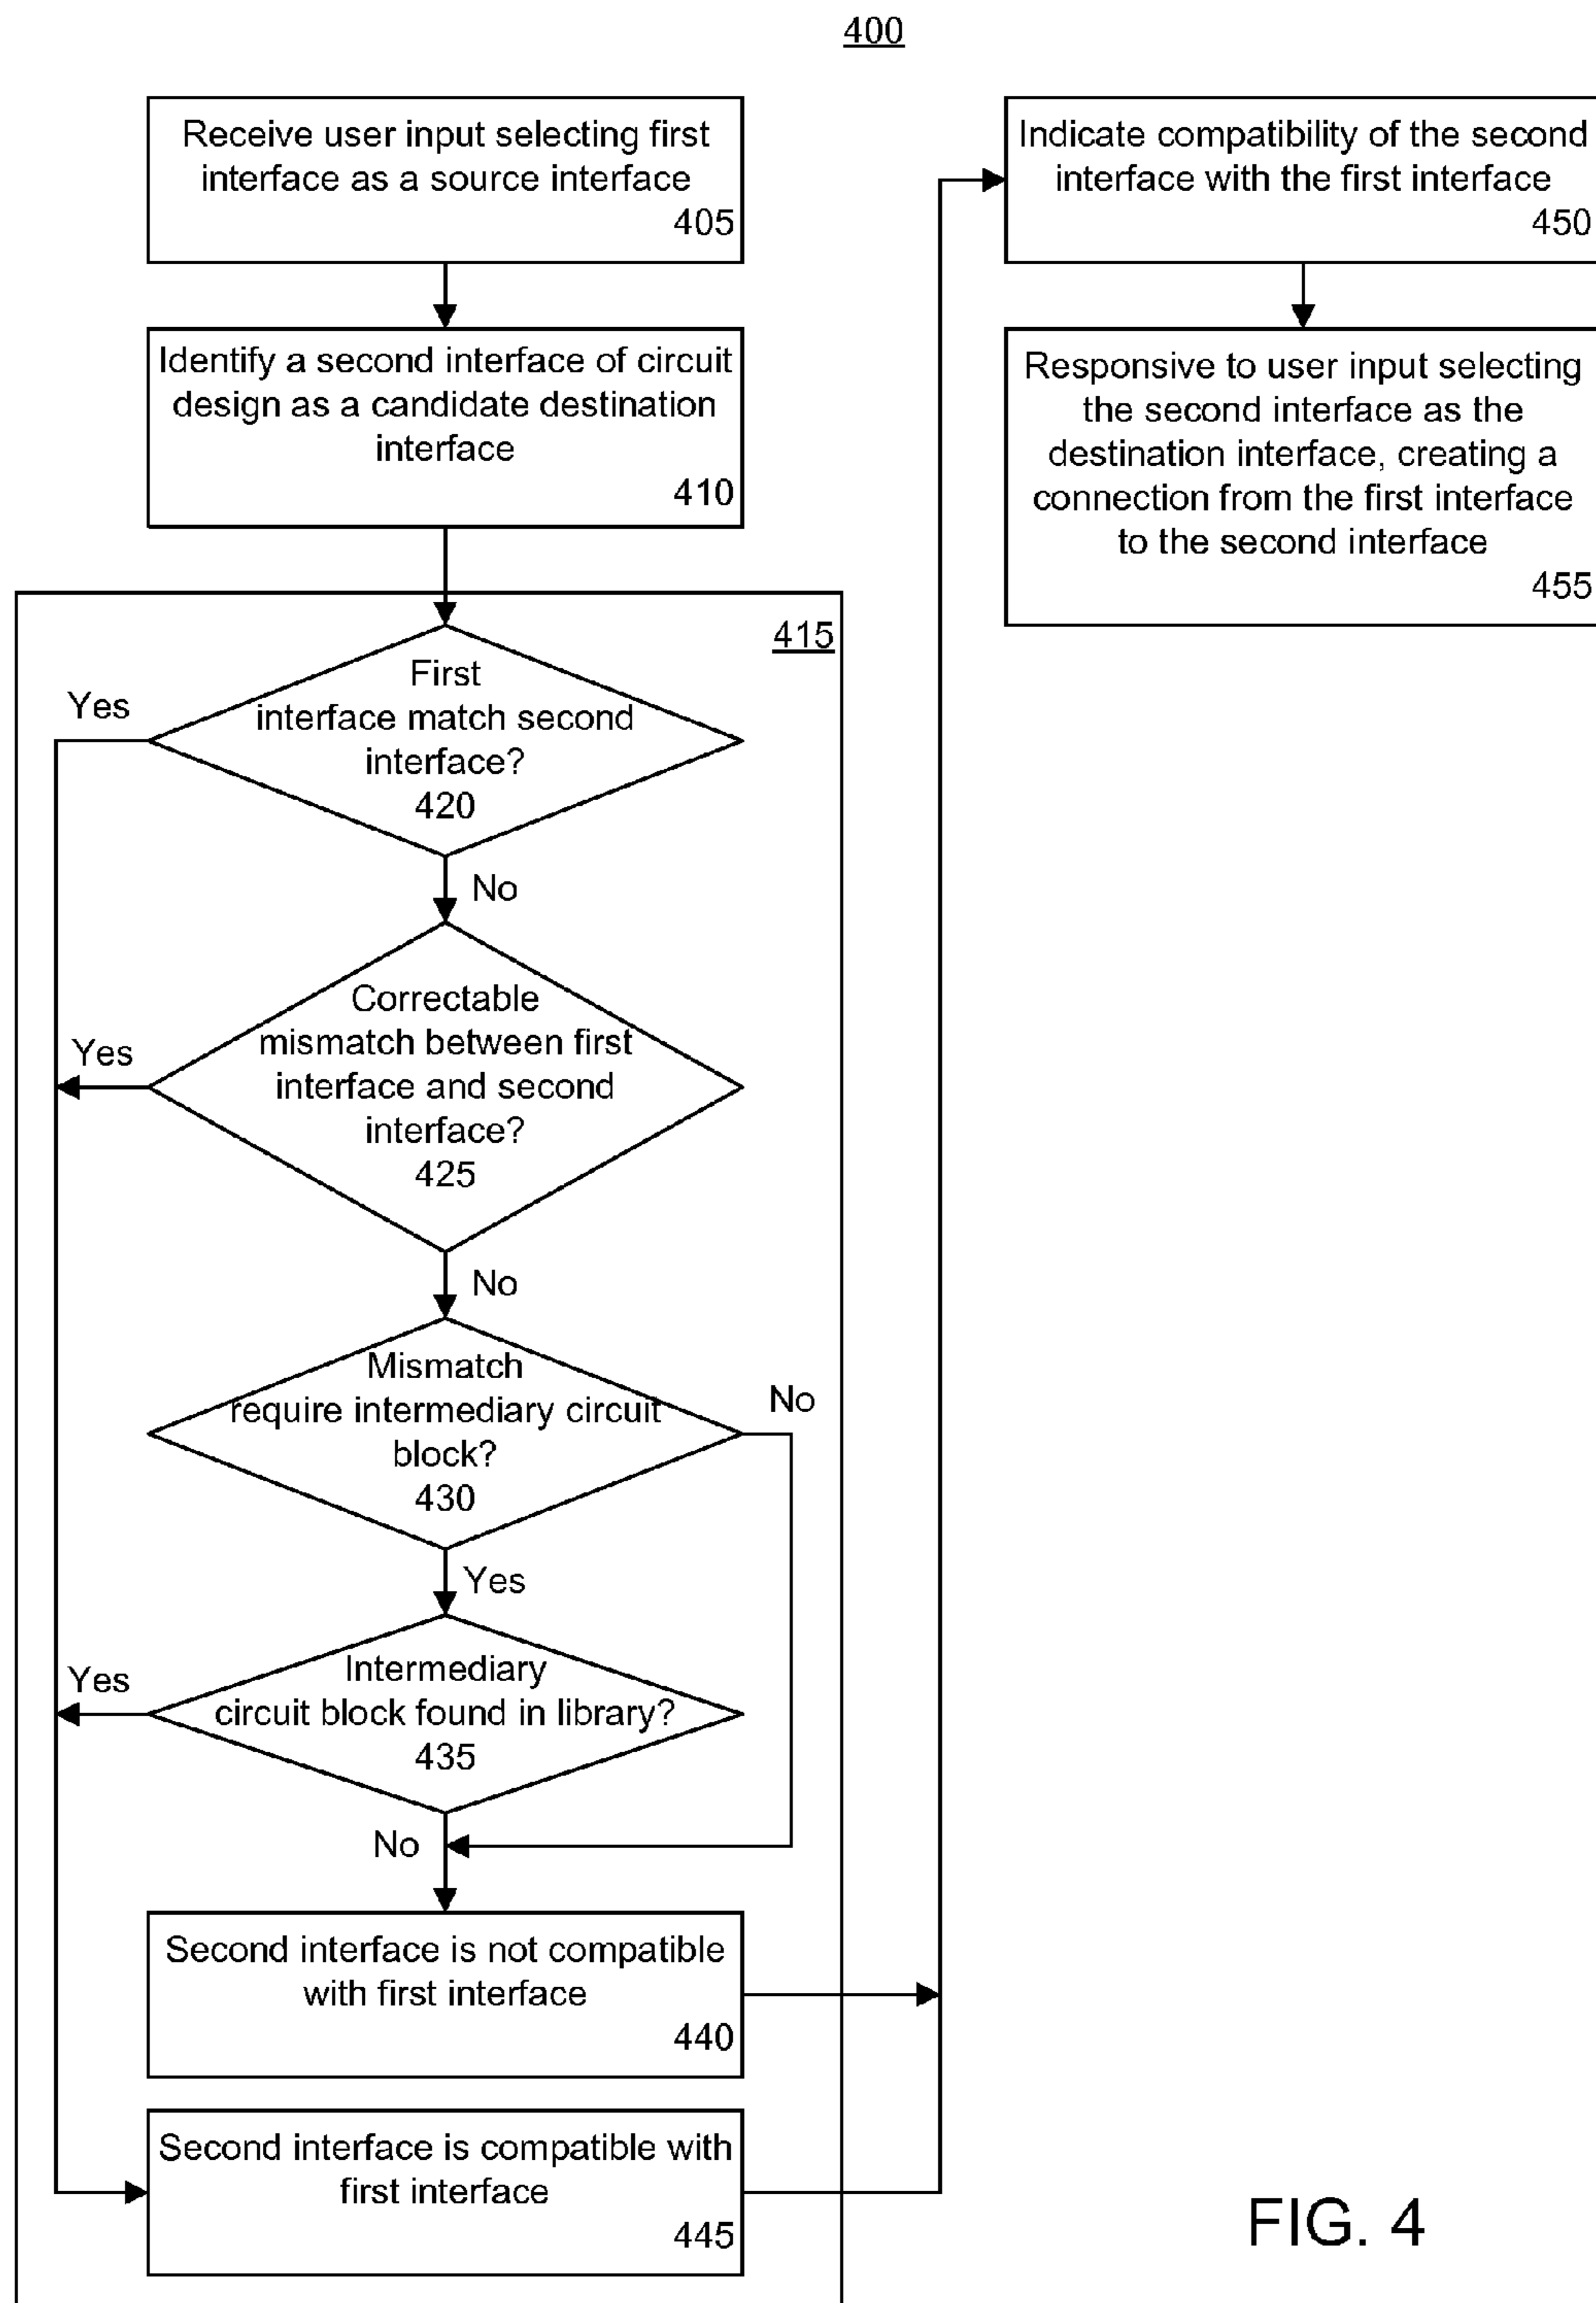 400
Receive user input selecting first
interface as a source interface
405
Identify a second interface of circuit
design as a candidate destination
interface
410
415
First
interface match second
interface?
420
Yes
No
Correctable
mismatch between first
interface and second
interface?
425
Yes
No
Mismatch
require intermediary circuit
block?
430
No
Yes
Intermediary
circuit block found in library?
435
Yes
No
Second interface is not compatible
with first interface
440
Second interface is compatible with
first interface
445
Indicate compatibility of the second
interface with the first interface
450
Responsive to user input selecting
the second interface as the
destination interface, creating a
connection from the first interface
to the second interface
455
FIG. 4